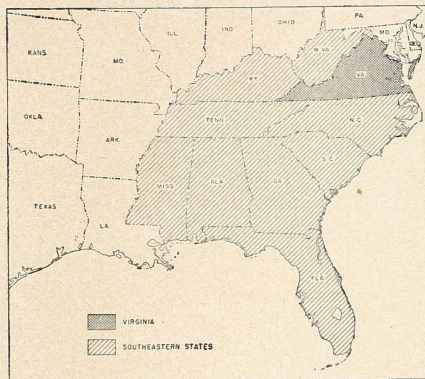 PA.
N.J.
OHIO
IND.
ILL.
MD.
DEL.
W.VA.
KANS.
MO.
VA.
KY.
OKLA.
TENN.
N.C.
ARK.
S.C.
MISS.
ALA.
GA.
TEXAS
LA.
FLA.
VIRGINIA
SOUTHEASTERN STATES